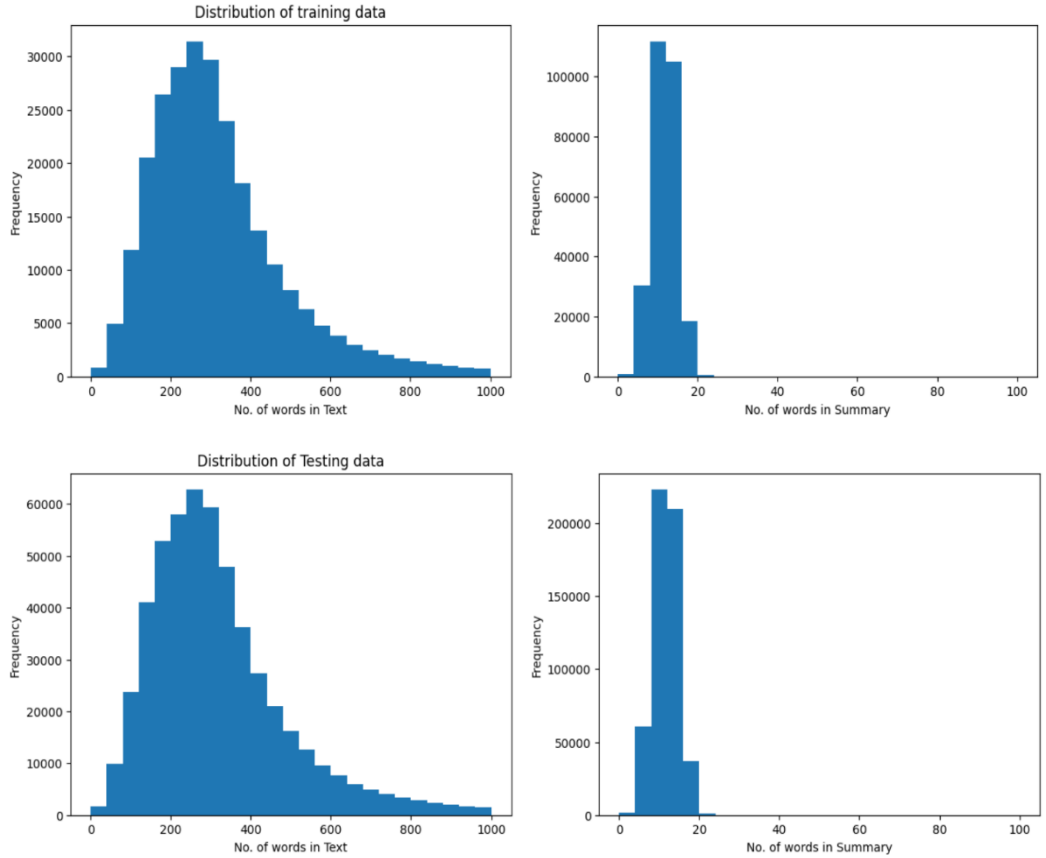 Distribution of training data
Frequency
30000
25000
20000
15000
10000
5000
0
0 200 400 600 800 1000
No. of words in Text
Frequency
100000
80000
60000
40000
20000
0
0 20 40 60 80 100
No. of words in Summary
Distribution of Testing data
Frequency
60000
50000
40000
30000
20000
10000
0
0 200 400 600 800 1000
No. of words in Text
Frequency
200000
150000
100000
50000
0
0 20 40 60 80 100
No. of words in Summary